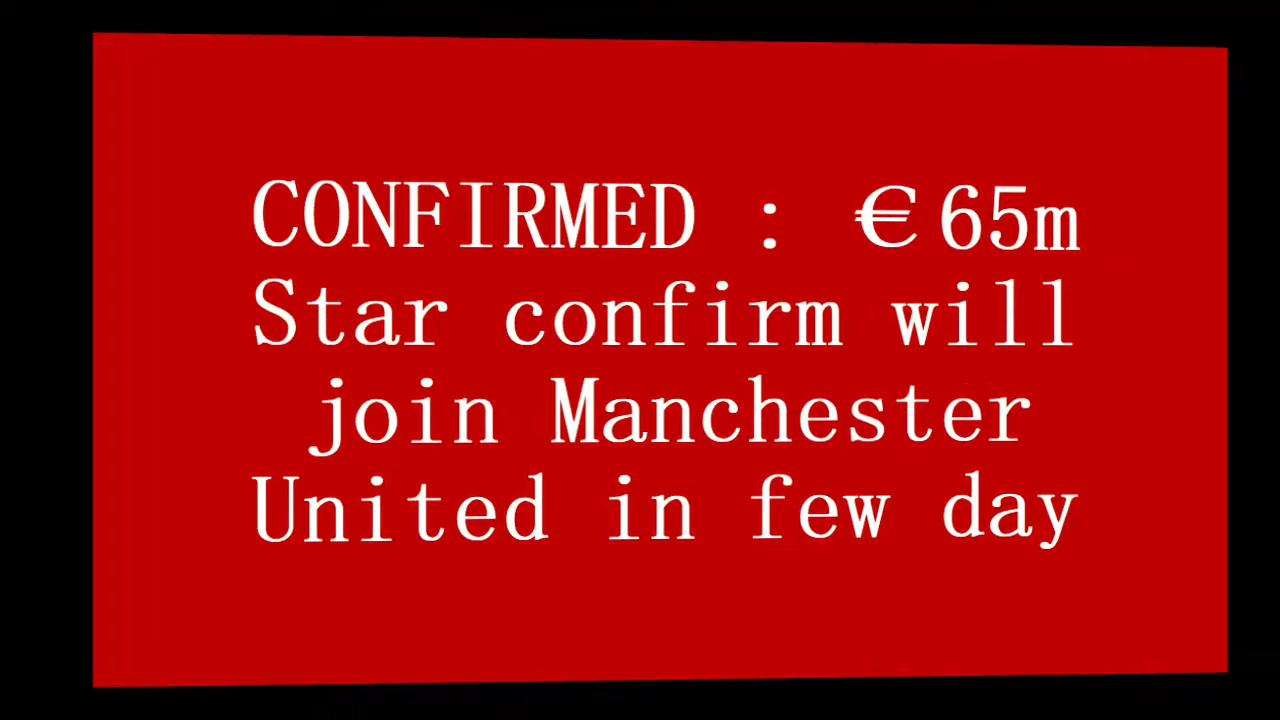 CONFIRMED : €65m
Star confirm will
join Manchester
United in few day